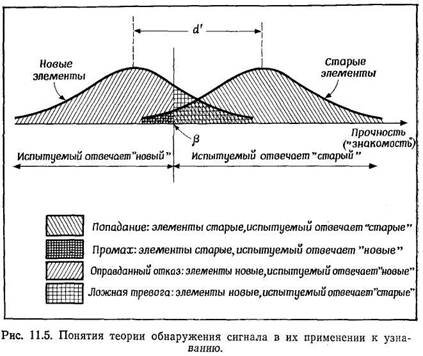 d'
Новые
элементы
Старые
элементы
β
Прочность
("знакомость")
Испытуемый отвечает "новый"
Испытуемый отвечает "старый"
Попадание: элементы старые, испытуемый отвечает "старые"
Промах: элементы старые, испытуемый отвечает "новые"
Оправданный отказ: элементы новые, испытуемый отвечает "новые"
Ложная тревога: элементы новые, испытуемый отвечает "старые"
Рис. 11.5. Понятия теории обнаружения сигнала в их применении к узна-
ванию.